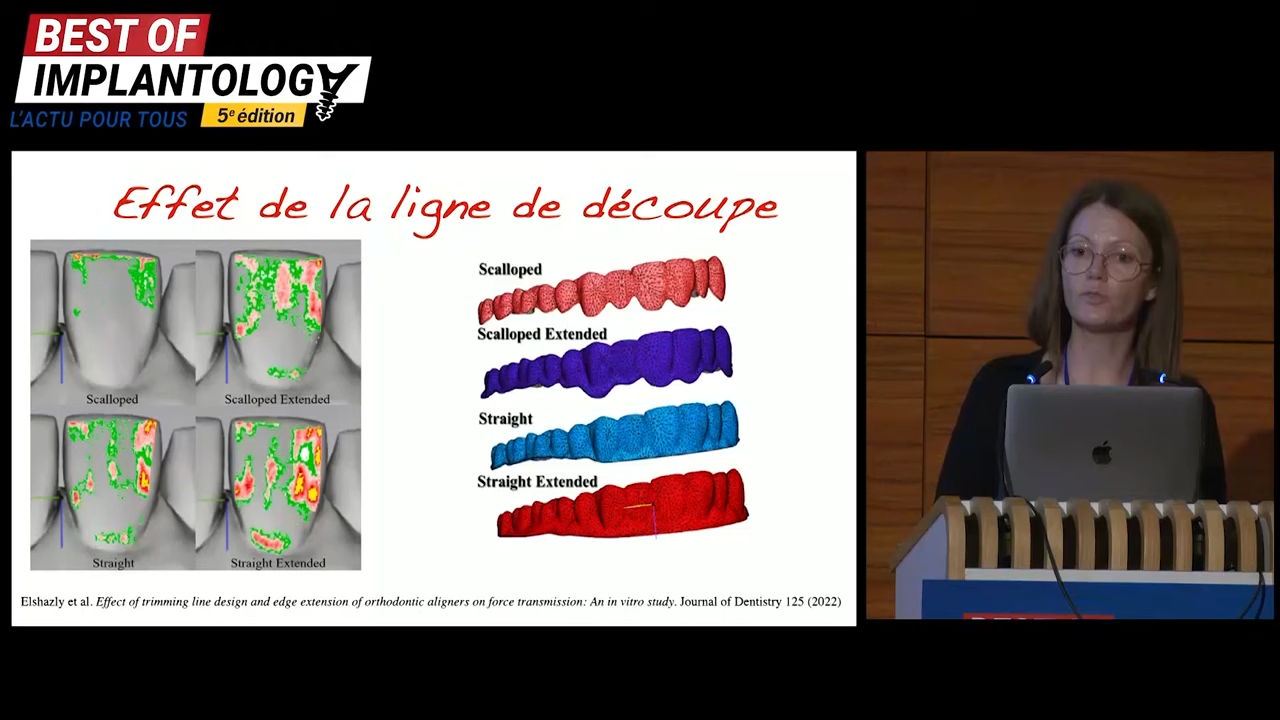 BEST OF
IMPLANTOLOGY
L'ACTU POUR TOUS
5e édition
Effet de la ligne de découpe
Scalloped
Scalloped Extended
Straight
Straight Extended
Scalloped
Scalloped Extended
Straight
Straight Extended
Elshazly et al. Effect of trimming line design and edge extension of orthodontic aligners on force transmission: An in vitro study. Journal of Dentistry 125 (2022)